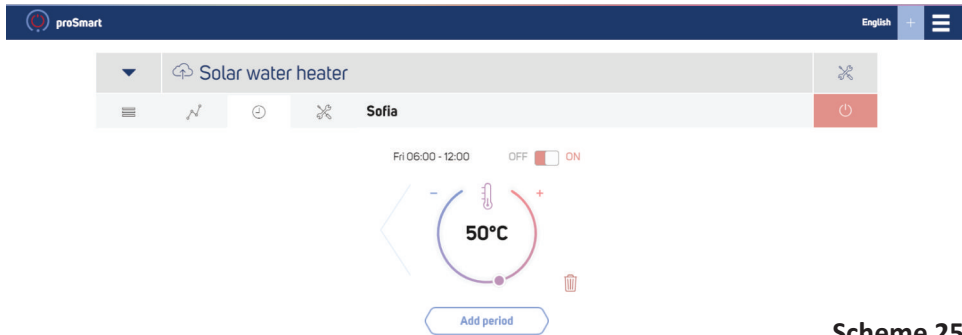 proSmart English +
Solar water heater
Sofia
Fri 06:00 - 12:00 OFF ON
- +
50°C
Add period
Scheme 25